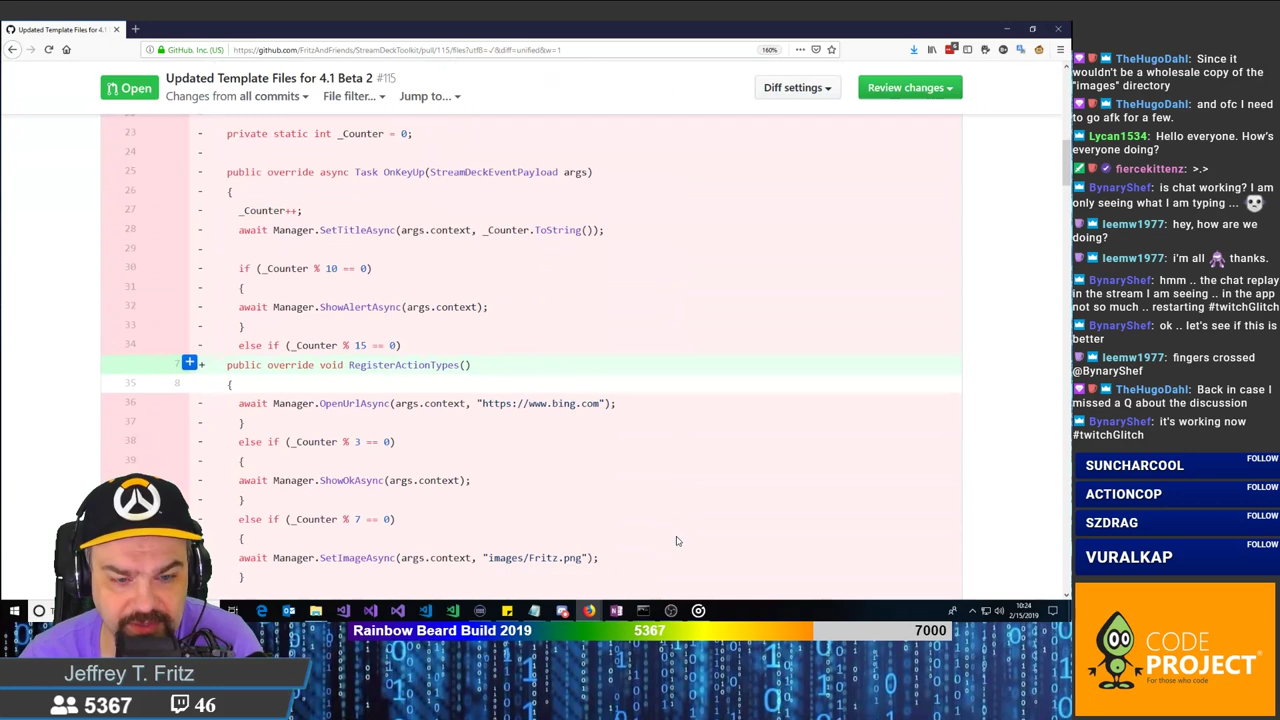 Updated Template Files for 4.1
GitHub, Inc. (US)
https://github.com/FritzAndFriends/StreamDeckToolkit/pull/115/files?utf8=✓&diff=unified&w=1
160%
Open
Updated Template Files for 4.1 Beta 2 #115
Changes from all commits
File filter...
Jump to...
Diff settings
Review changes
23 - private static int _Counter = 0;
24 -
25 - public override async Task OnKeyUp(StreamDeckEventPayload args)
26 - {
27 - _Counter++;
28 - await Manager.SetTitleAsync(args.context, _Counter.ToString());
29 -
30 - if (_Counter % 10 == 0)
31 - {
32 - await Manager.ShowAlertAsync(args.context);
33 - }
34 - else if (_Counter % 15 == 0)
7 + public override void RegisterActionTypes()
35 8 {
36 - await Manager.OpenUrlAsync(args.context, "https://www.bing.com");
37 - }
38 - else if (_Counter % 3 == 0)
39 - {
- await Manager.ShowOkAsync(args.context);
- }
- else if (_Counter % 7 == 0)
- {
- await Manager.SetImageAsync(args.context, "images/Fritz.png");
- }
10:24
2/15/2019
Rainbow Beard Build 2019
5367
7000
Jeffrey T. Fritz
5367
46
TheHugoDahl: Since it
wouldn't be a wholesale copy of the
"images" directory
TheHugoDahl: and ofc I need
to go afk for a few.
Lycan1534: Hello everyone. How's
everyone doing?
fiercekittenz: >.>
BynaryShef: is chat working? I am
only seeing what I am typing ...
leemw1977: hey, how are we
doing?
leemw1977: i'm all thanks.
BynaryShef: hmm .. the chat replay
in the stream I am seeing .. in the app
not so much .. restarting #twitchGlitch
BynaryShef: ok .. let's see if this is
better
leemw1977: fingers crossed
@BynaryShef
TheHugoDahl: Back in case I
missed a Q about the discussion
BynaryShef: it's working now
#twitchGlitch
SUNCHARCOOL FOLLOW
ACTIONCOP FOLLOW
SZDRAG FOLLOW
VURALKAP FOLLOW
CODE
PROJECT
For those who code